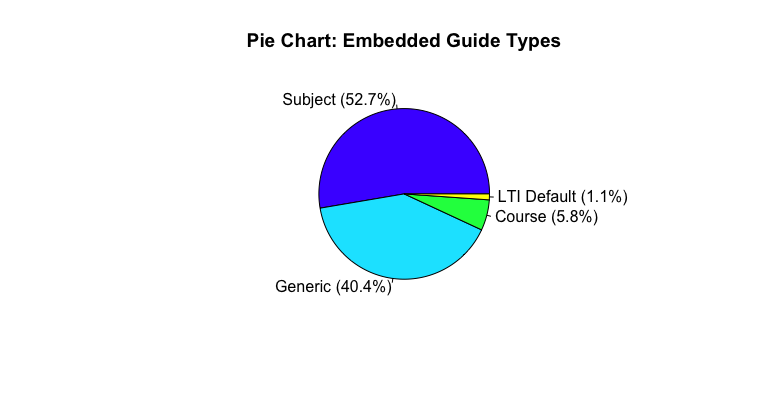 Pie Chart: Embedded Guide Types
Subject (52.7%)
LTI Default (1.1%)
Course (5.8%)
Generic (40.4%)